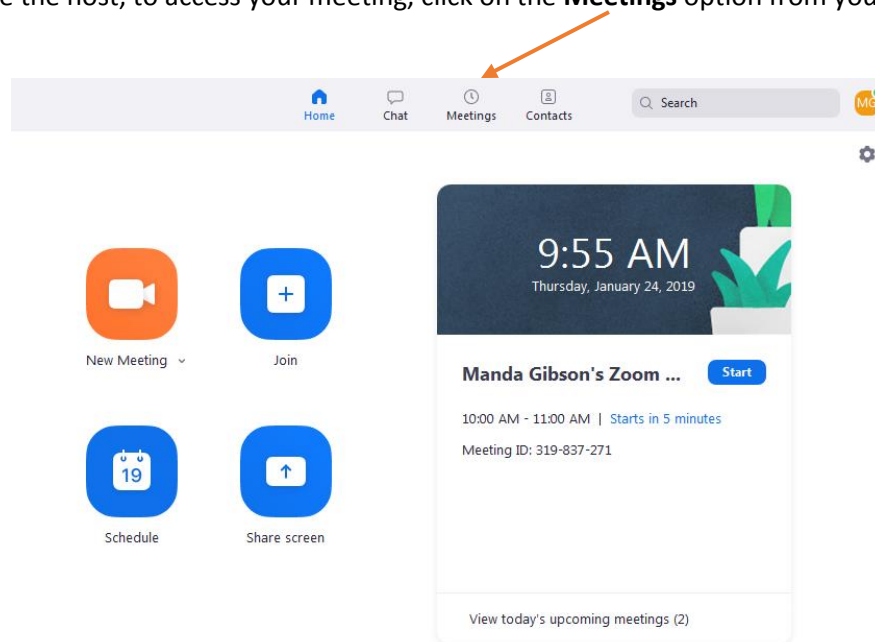 e the host, to access your meeting, click on the Meetings option from you
Home Chat Meetings Contacts Search MG
9:55 AM
Thursday, January 24, 2019
New Meeting Join
Manda Gibson's Zoom ... Start
10:00 AM - 11:00 AM | Starts in 5 minutes
Meeting ID: 319-837-271
19
Schedule Share screen
View today's upcoming meetings (2)